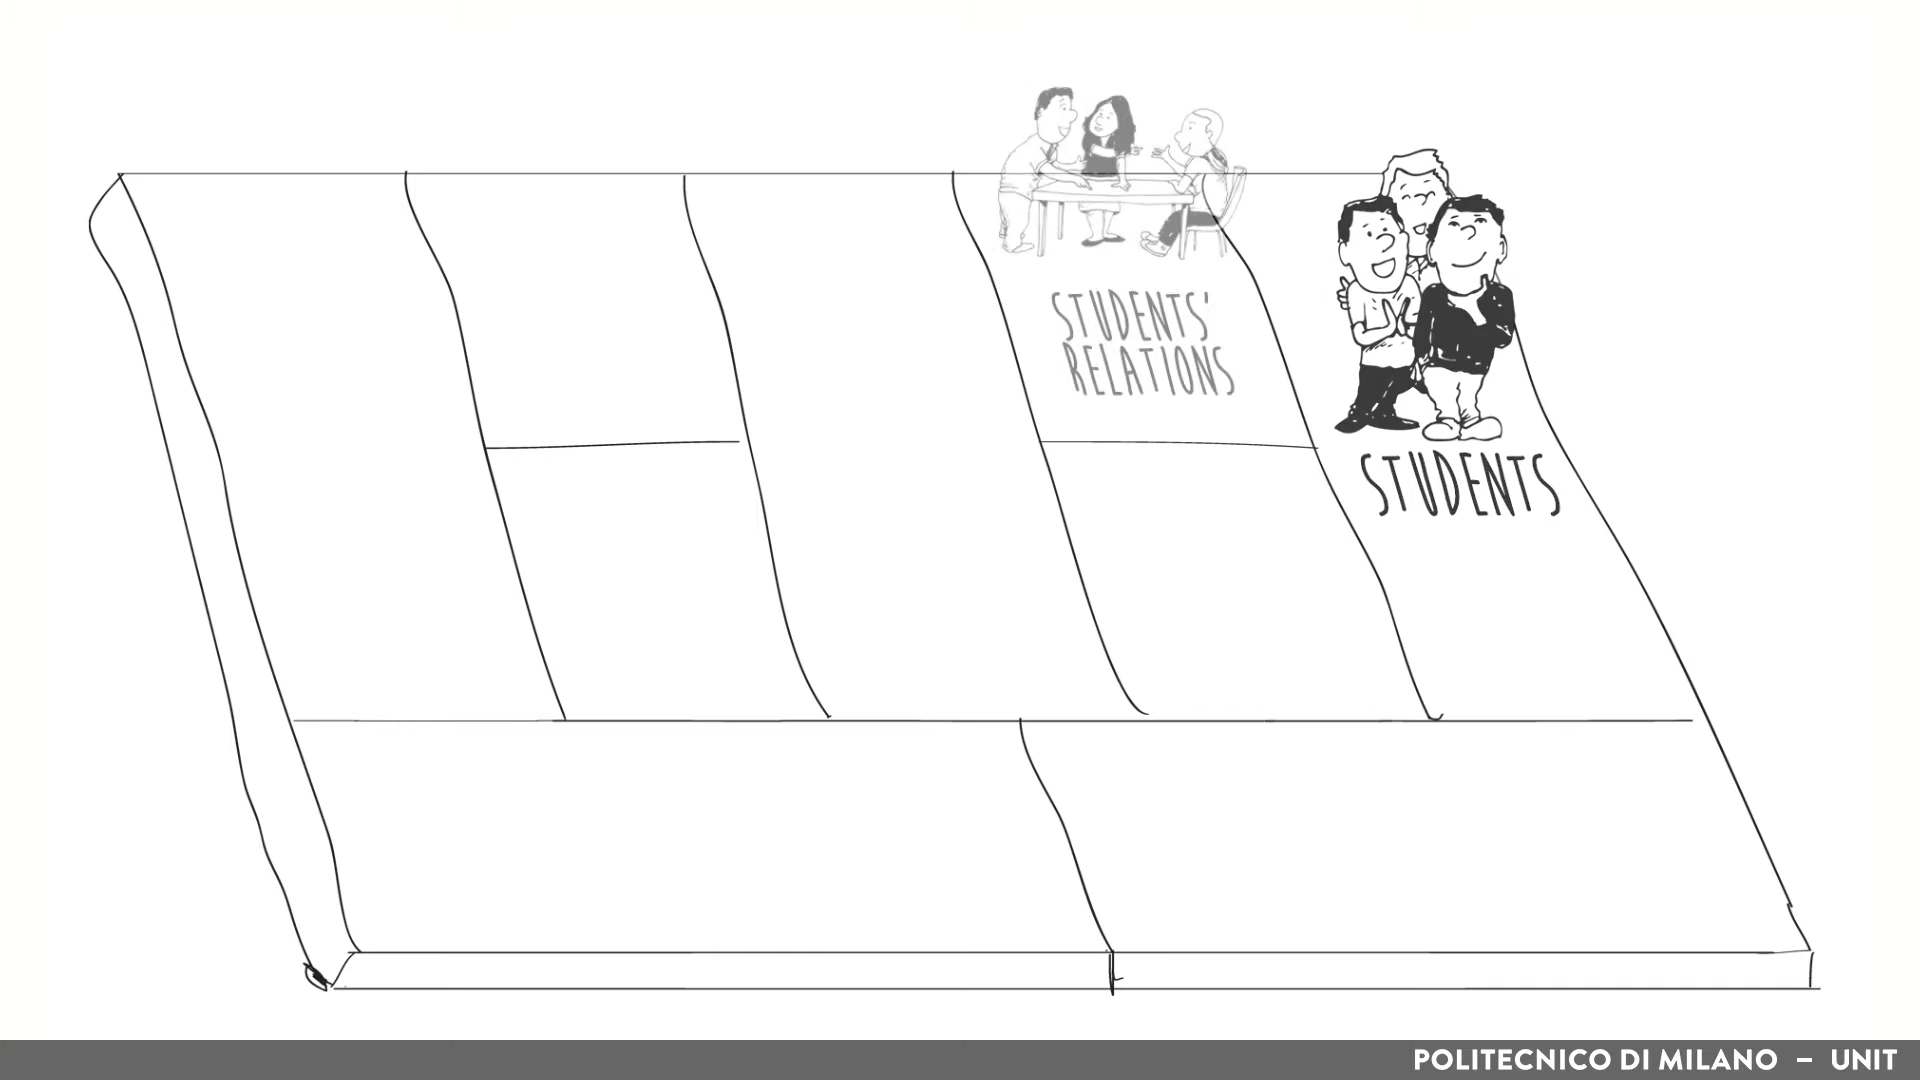 STUDENTS'
RELATIONS
STUDENTS
POLITECNICO DI MILANO – UNIT